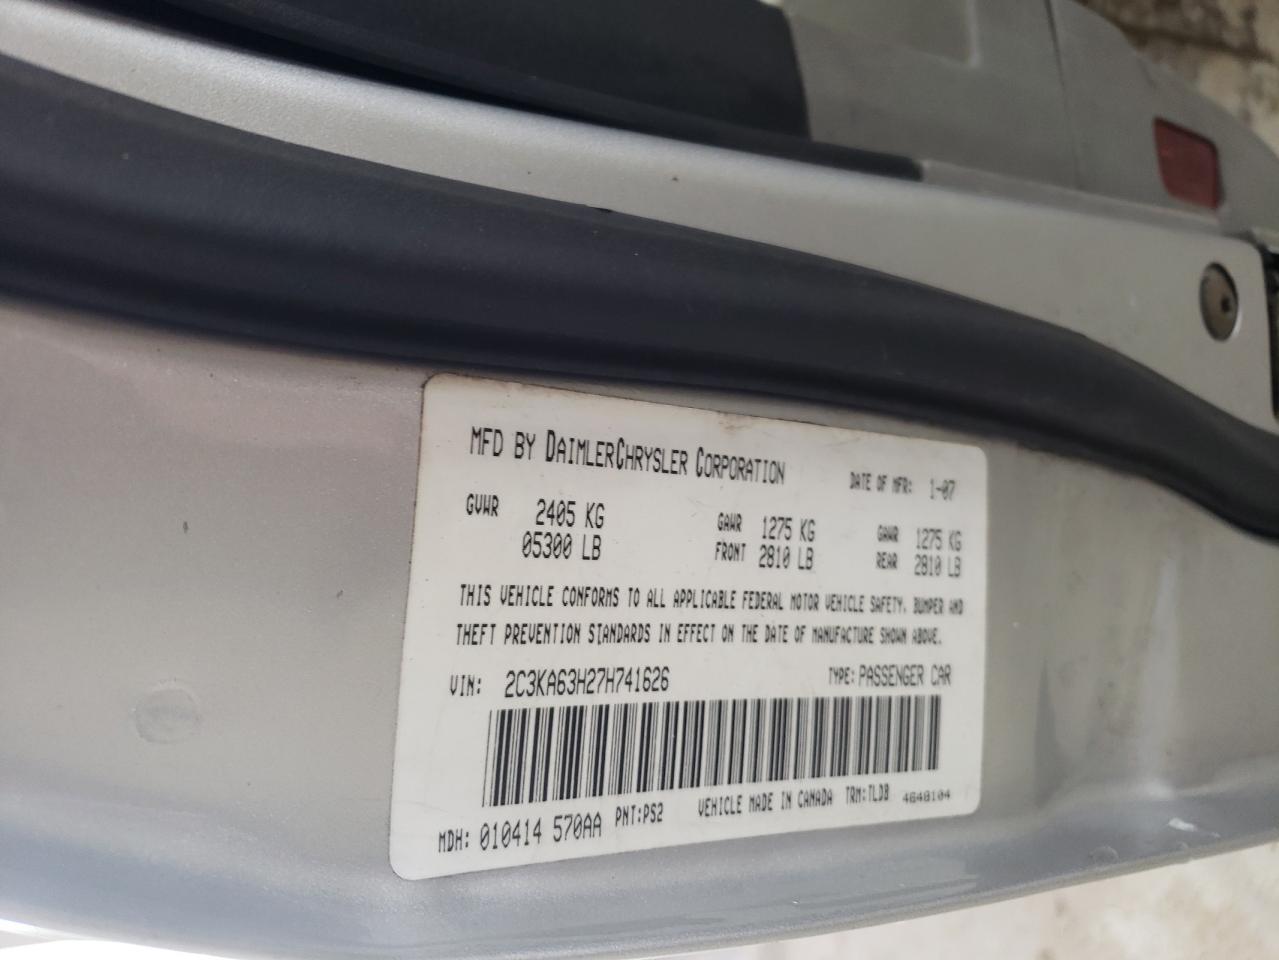 MFD BY DAIMLERCHRYSLER CORPORATION DATE OF MFR: 1-07
GVWR 2405 KG GAWR 1275 KG GAWR 1275 KG
05300 LB FRONT 2810 LB REAR 2810 LB
THIS VEHICLE CONFORMS TO ALL APPLICABLE FEDERAL MOTOR VEHICLE SAFETY, BUMPER AND
THEFT PREVENTION STANDARDS IN EFFECT ON THE DATE OF MANUFACTURE SHOWN ABOVE.
VIN: 2C3KA63H27H741626 TYPE: PASSENGER CAR
MDH: 010414 570AA PNT:PS2 VEHICLE MADE IN CANADA TRM:TLDB 4648104